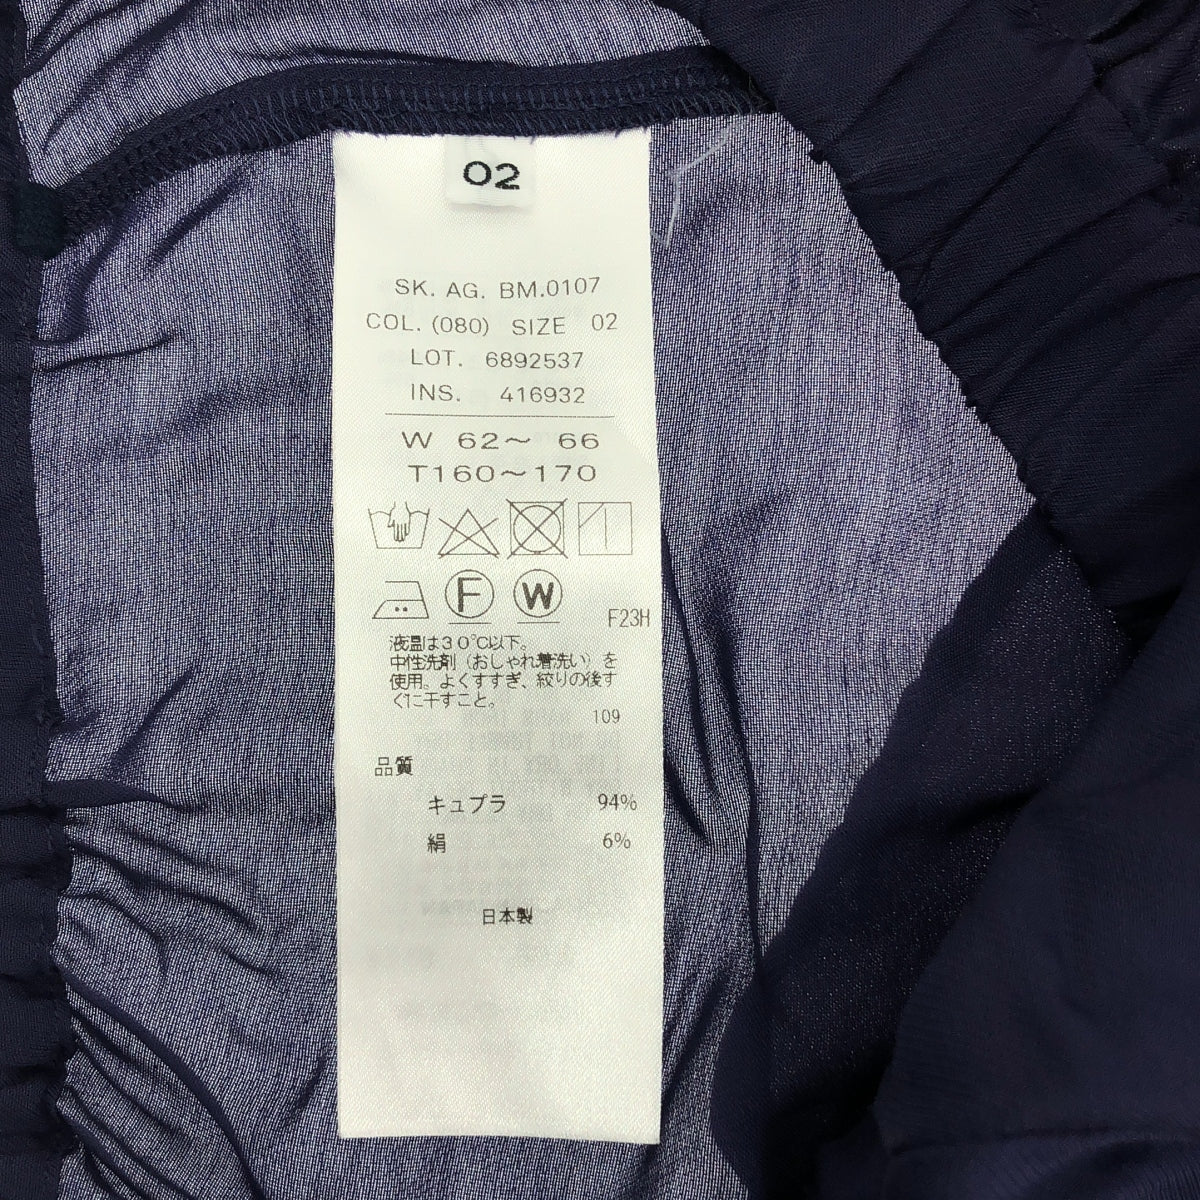 02
SK. AG. BM.0107
COL. (080) SIZE 02
LOT. 6892537
INS. 416932
W 62〜 66
T160〜170
F W
F23H
液温は30℃以下。
中性洗剤(おしゃれ着洗い)を
使用。よくすすぎ、絞りの後す
ぐに干すこと。
109
品質
キュプラ 94%
絹 6%
日本製